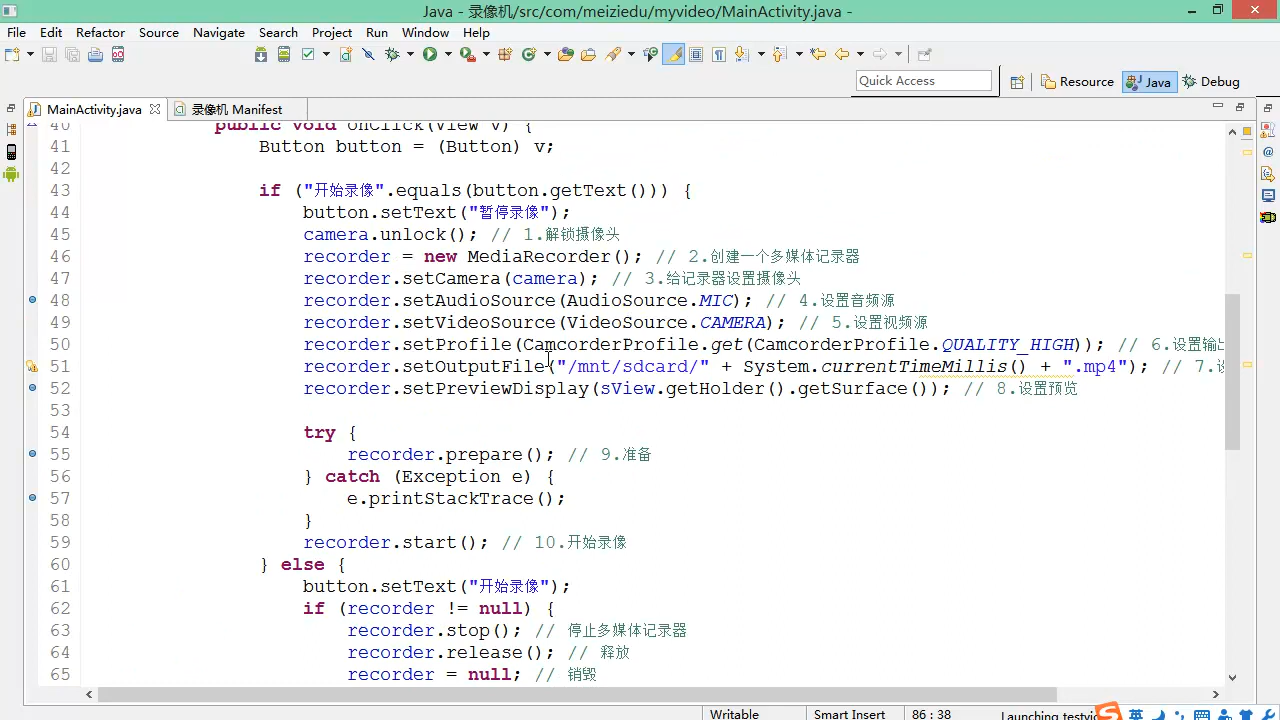 Java - 录像机/src/com/meiziedu/myvideo/MainActivity.java -
File Edit Refactor Source Navigate Search Project Run Window Help
Quick Access
Resource Java Debug
MainActivity.java 录像机 Manifest
40 public void onClick(View v) {
41 Button button = (Button) v;
42
43 if ("开始录像".equals(button.getText())) {
44 button.setText("暂停录像");
45 camera.unlock(); // 1.解锁摄像头
46 recorder = new MediaRecorder(); // 2.创建一个多媒体记录器
47 recorder.setCamera(camera); // 3.给记录器设置摄像头
48 recorder.setAudioSource(AudioSource.MIC); // 4.设置音频源
49 recorder.setVideoSource(VideoSource.CAMERA); // 5.设置视频源
50 recorder.setProfile(CamcorderProfile.get(CamcorderProfile.QUALITY_HIGH)); // 6.设置输出
51 recorder.setOutputFile("/mnt/sdcard/" + System.currentTimeMillis() + ".mp4"); // 7.设
52 recorder.setPreviewDisplay(sView.getHolder().getSurface()); // 8.设置预览
53
54 try {
55 recorder.prepare(); // 9.准备
56 } catch (Exception e) {
57 e.printStackTrace();
58 }
59 recorder.start(); // 10.开始录像
60 } else {
61 button.setText("开始录像");
62 if (recorder != null) {
63 recorder.stop(); // 停止多媒体记录器
64 recorder.release(); // 释放
65 recorder = null; // 销毁
Writable Smart Insert 86 : 38 Launching testvi
英